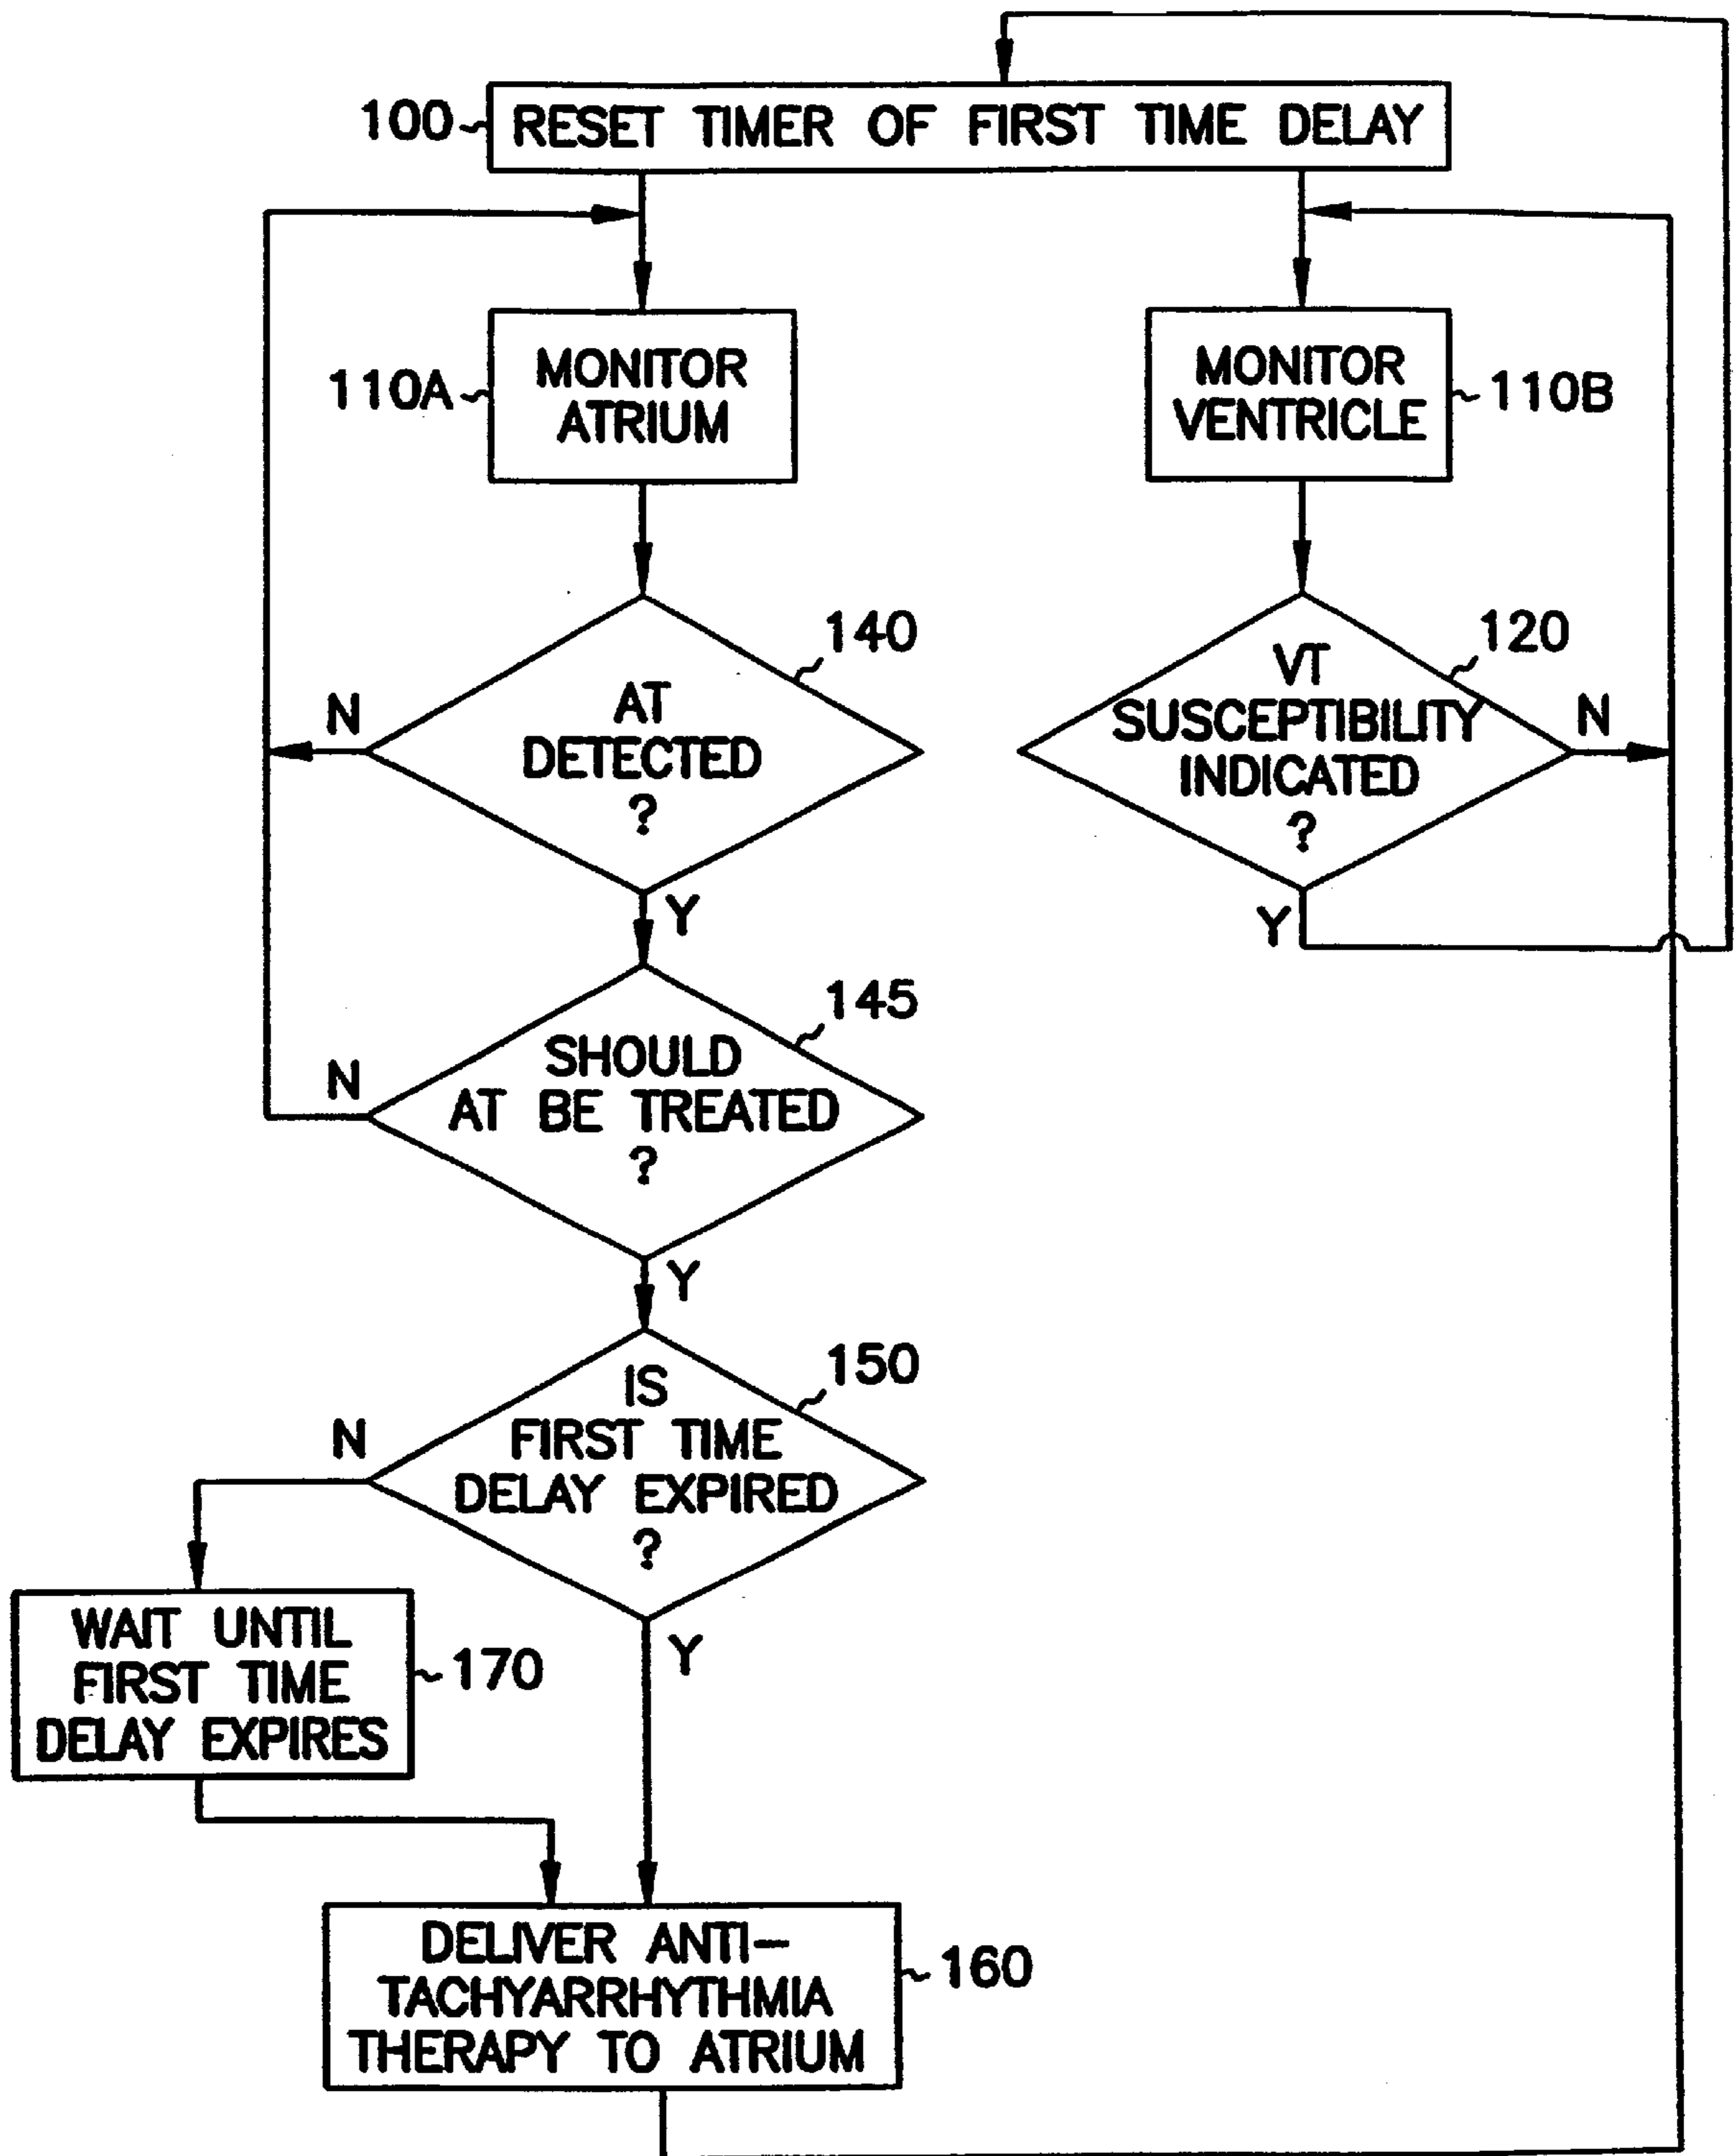 100
RESET TIMER OF FIRST TIME DELAY
110A
MONITOR
ATRIUM
MONITOR
VENTRICLE
110B
140
AT
DETECTED
?
N
Y
120
VT
SUSCEPTIBILITY
INDICATED
?
N
Y
145
SHOULD
AT BE TREATED
?
N
Y
150
IS
FIRST TIME
DELAY EXPIRED
?
N
Y
WAIT UNTIL
FIRST TIME
DELAY EXPIRES
170
DELIVER ANTI-
TACHYARRHYTHMIA
THERAPY TO ATRIUM
160